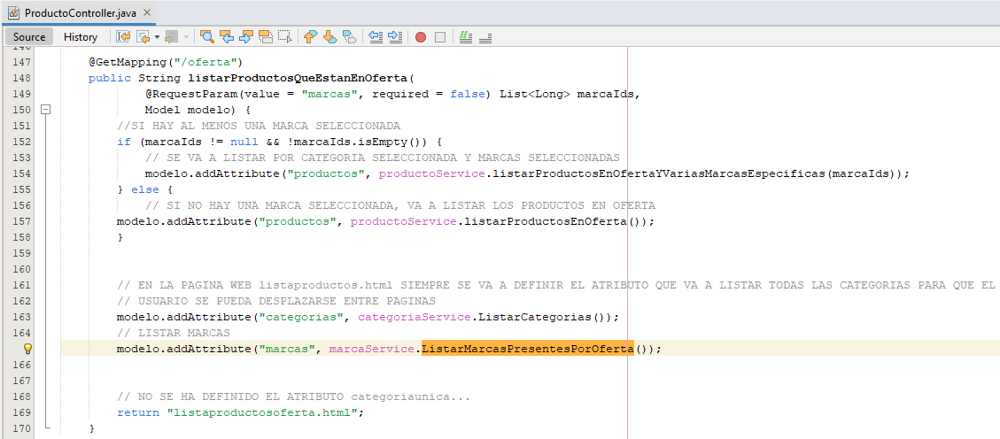 ProductoController.java
Source History
147 @GetMapping("/oferta")
148 public String listarProductosQueEstanEnOferta(
149 @RequestParam(value = "marcas", required = false) List<Long> marcaIds,
150 Model modelo) {
151 //SI HAY AL MENOS UNA MARCA SELECCIONADA
152 if (marcaIds != null && !marcaIds.isEmpty()) {
153 // SE VA A LISTAR POR CATEGORIA SELECCIONADA Y MARCAS SELECCIONADAS
154 modelo.addAttribute("productos", productoService.listarProductosEnOfertaYVariasMarcasEspecificas(marcaIds));
155 } else {
156 // SI NO HAY UNA MARCA SELECCIONADA, VA A LISTAR LOS PRODUCTOS EN OFERTA
157 modelo.addAttribute("productos", productoService.listarProductosEnOferta());
158 }
159
160
161 // EN LA PAGINA WEB listaproductos.html SIEMPRE SE VA A DEFINIR EL ATRIBUTO QUE VA A LISTAR TODAS LAS CATEGORIAS PARA QUE EL
162 // USUARIO SE PUEDA DESPLAZARSE ENTRE PAGINAS
163 modelo.addAttribute("categorias", categoriaService.ListarCategorias());
164 // LISTAR MARCAS
modelo.addAttribute("marcas", marcaService.ListarMarcasPresentesPorOferta());
166
167
168 // NO SE HA DEFINIDO EL ATRIBUTO categoriaunica...
169 return "listaproductosoferta.html";
170 }